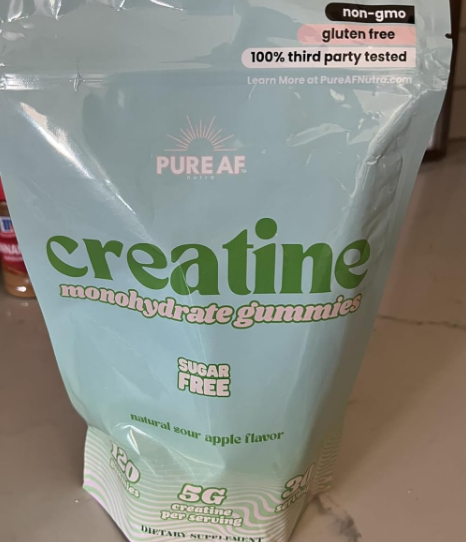 non-gmo
gluten free
100% third party tested
Learn More at PureAFNutra.com
PURE AF
nutra
creatine
monohydrate gummies
SUGAR
FREE
natural sour apple flavor
120
5G
creatine
per serving
DIETARY SUPPLEMENT